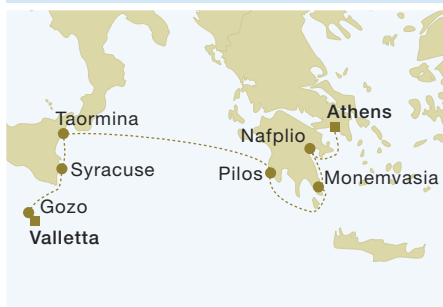 Taormina
Athens
Nafplio
Syracuse
Pilos
Monemvasia
Gozo
Valletta